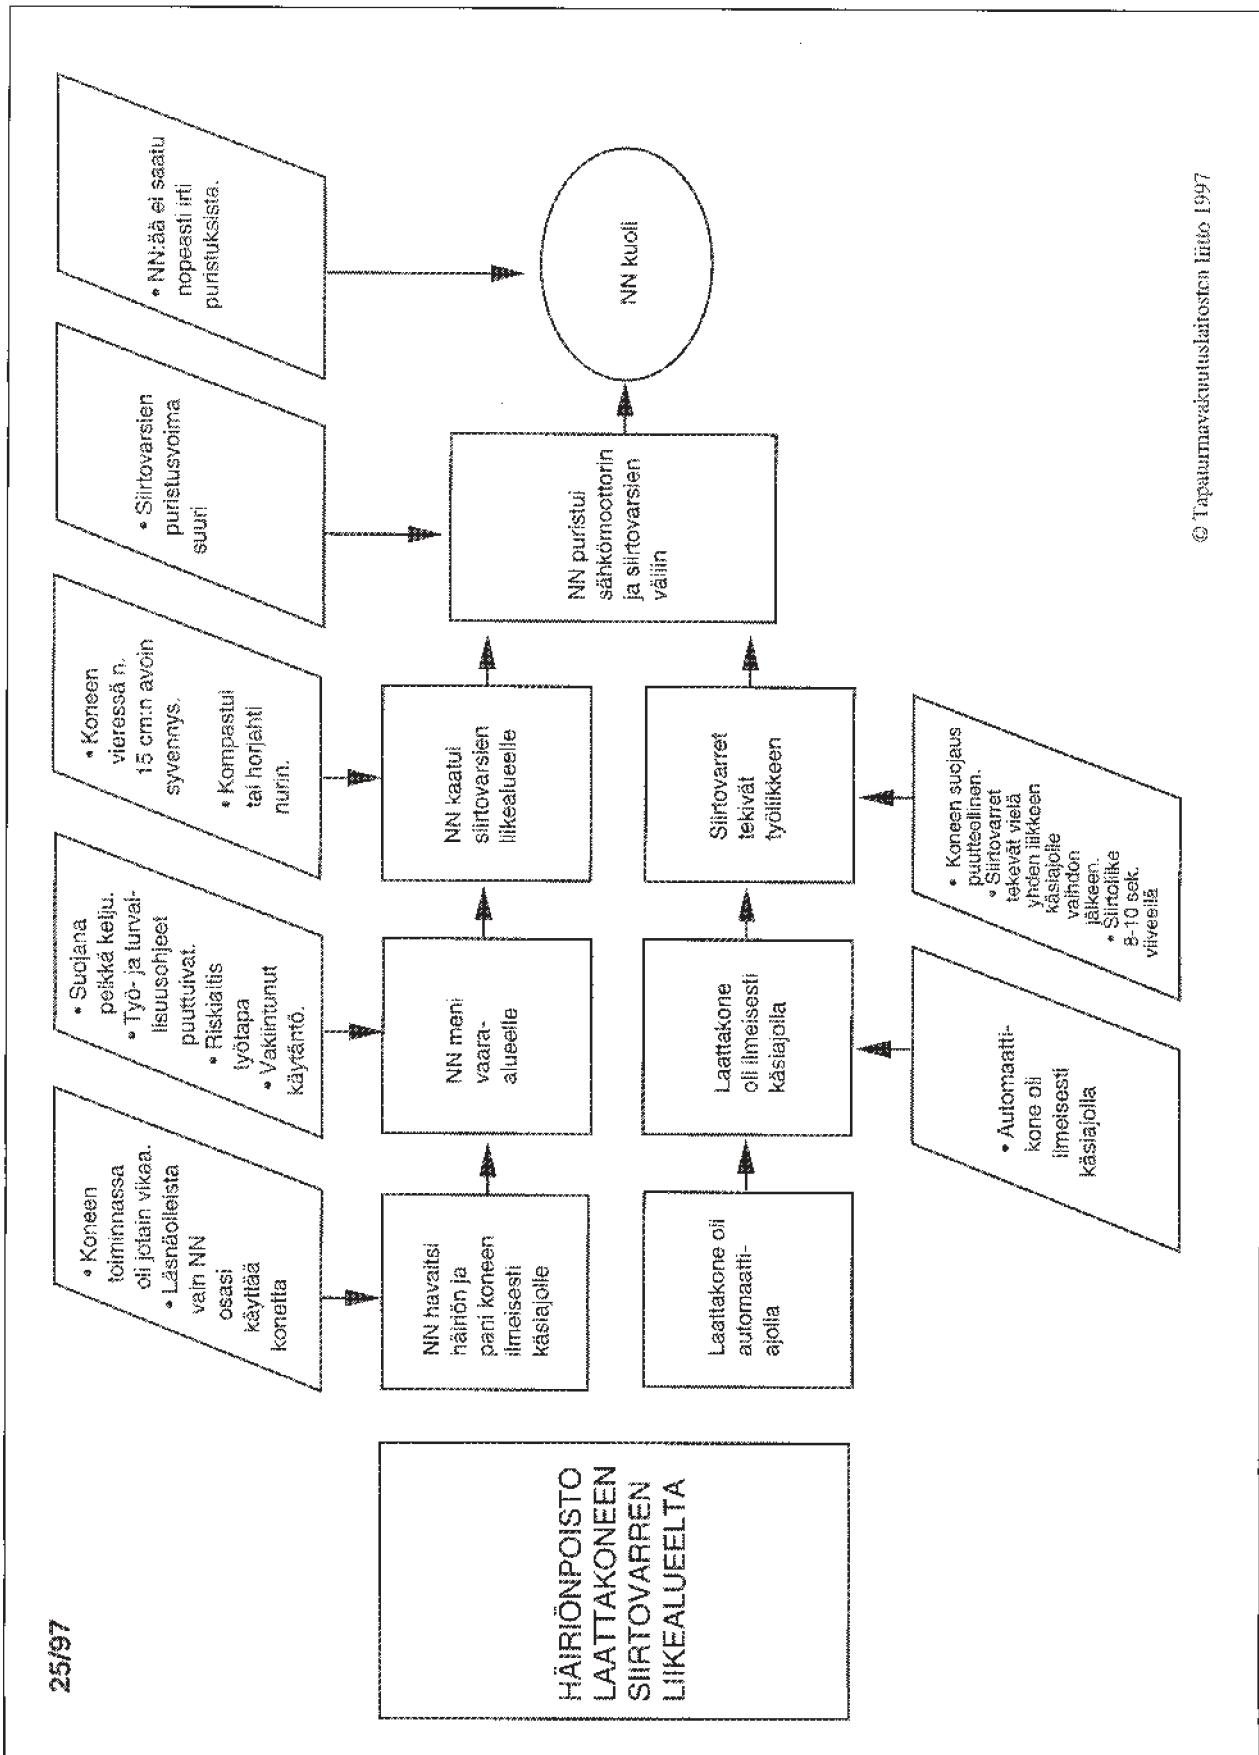 25/97
HÄIRIÖNPOISTO
LAATTAKONEEN
SIIRTOVARREN
LIIKEALUEELTA
• Koneen
toiminnassa
oli jotain vikaa.
• Läsnäolleista
vain NN
osasi
käyttää
konetta
• Suojana
pelkkä ketju.
• Työ- ja turval-
lisuusohjeet
puuttuivat.
• Riskialtis
työtapa
• Vakiintunut
käytäntö.
• Koneen
vieressä n.
15 cm:n avoin
syvennys.
• Kompastui
tai horjahti
nurin.
• Siirtovarsien
puristusvoima
suuri
• NN:ää ei saatu
nopeasti irti
puristuksista.
NN havaitsi
häiriön ja
pani koneen
ilmeisesti
käsiajolle
NN meni
vaara-
alueelle
NN kaatui
siirtovarsien
liikealueelle
NN puristui
sähkömoottorin
ja siirtovarsien
väliin
NN kuoli
Laattakone oli
automaatti-
ajolla
Laattakone
oli ilmeisesti
käsiajolla
Siirtovarret
tekivät
työliikkeen
• Automaatti-
kone oli
ilmeisesti
käsiajolla
• Koneen suojaus
puutteellinen.
• Siirtovarret
tekevät vielä
yhden liikkeen
käsiajolle
vaihdon
jälkeen.
• Siirtoliike
8-10 sek.
viiveellä
© Tapaturmavakuutuslaitosten liitto 1997